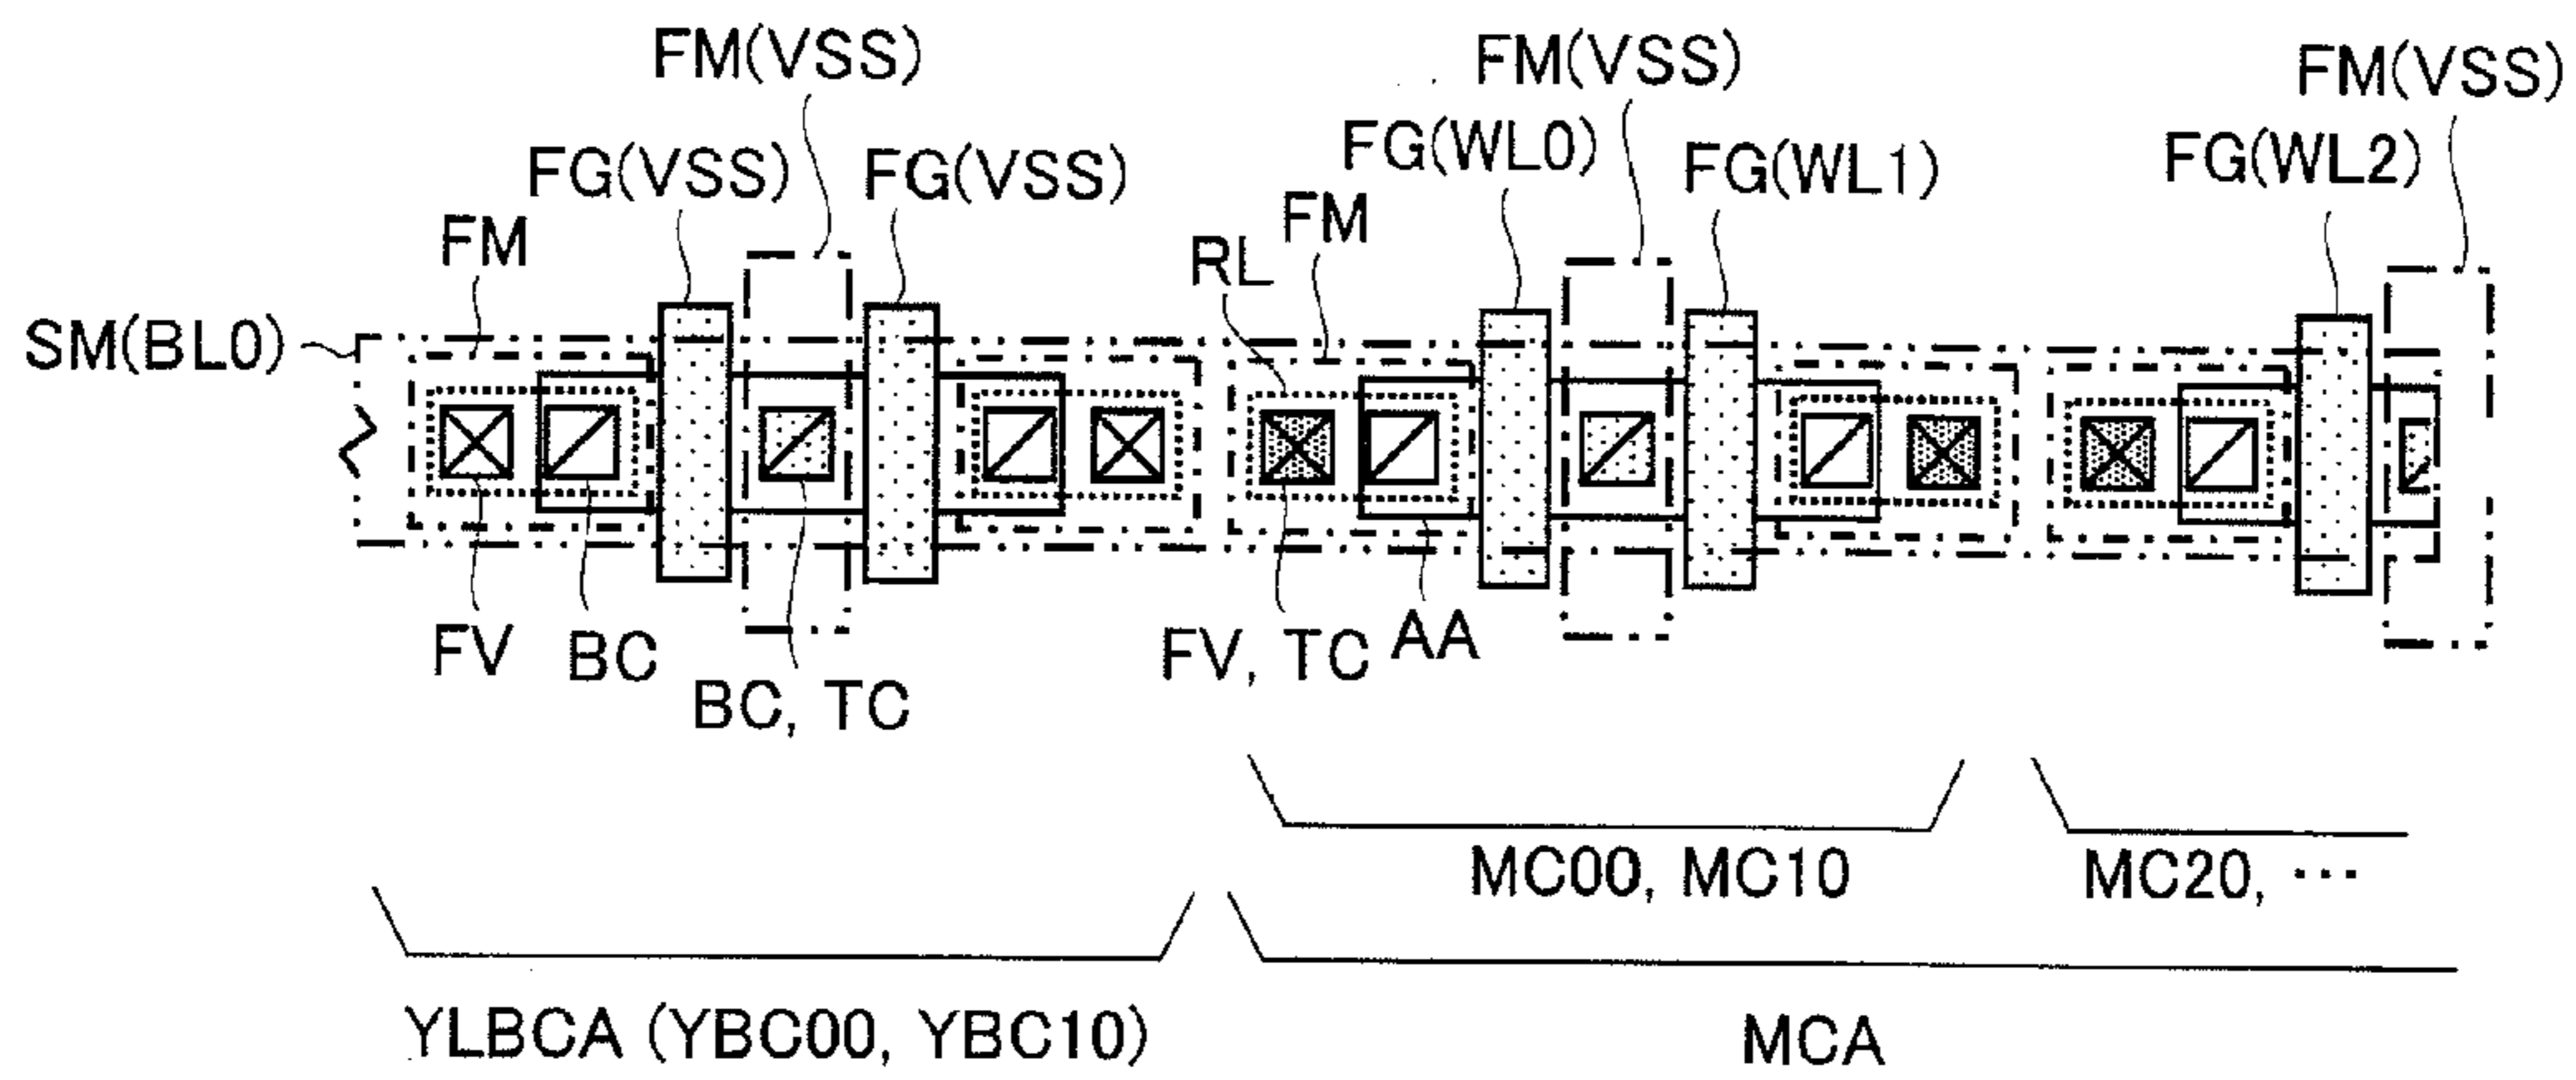 FM(VSS)
FM(VSS)
FM(VSS)
FG(VSS)
FG(VSS)
FG(WL0)
FG(WL1)
FG(WL2)
FM
RL
FM
SM(BL0)
FV
BC
BC, TC
FV, TC
AA
MC00, MC10
MC20, ···
YLBCA (YBC00, YBC10)
MCA